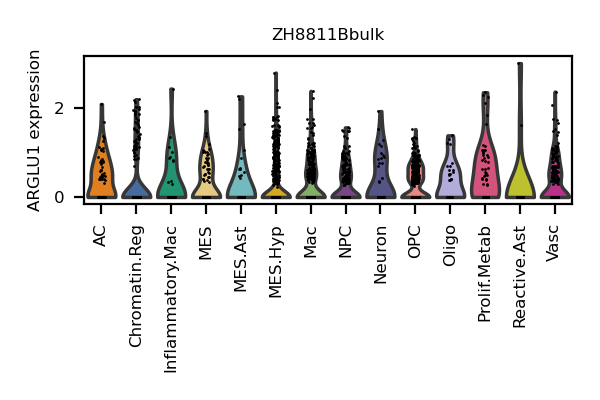 ZH8811Bbulk
ARGLU1 expression
2
0
AC
Chromatin.Reg
Inflammatory.Mac
MES
MES.Ast
MES.Hyp
Mac
NPC
Neuron
OPC
Oligo
Prolif.Metab
Reactive.Ast
Vasc